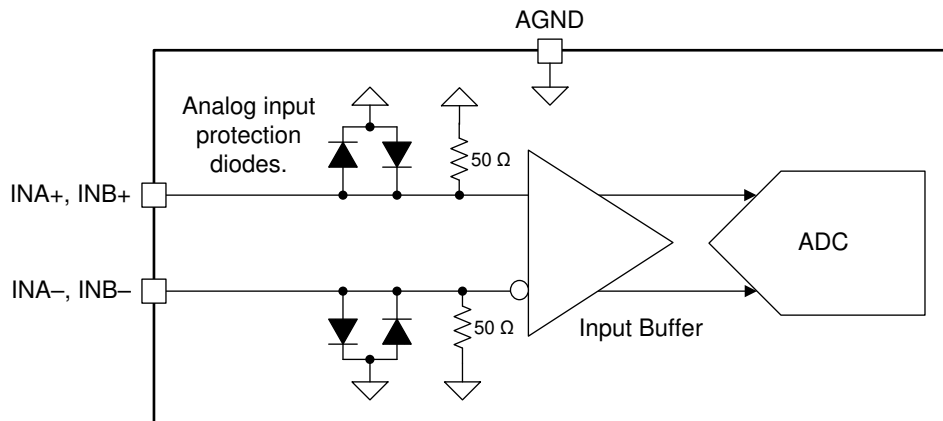 AGND
Analog input
protection
diodes.
50 Ω
INA+, INB+
ADC
INA–, INB–
50 Ω
Input Buffer